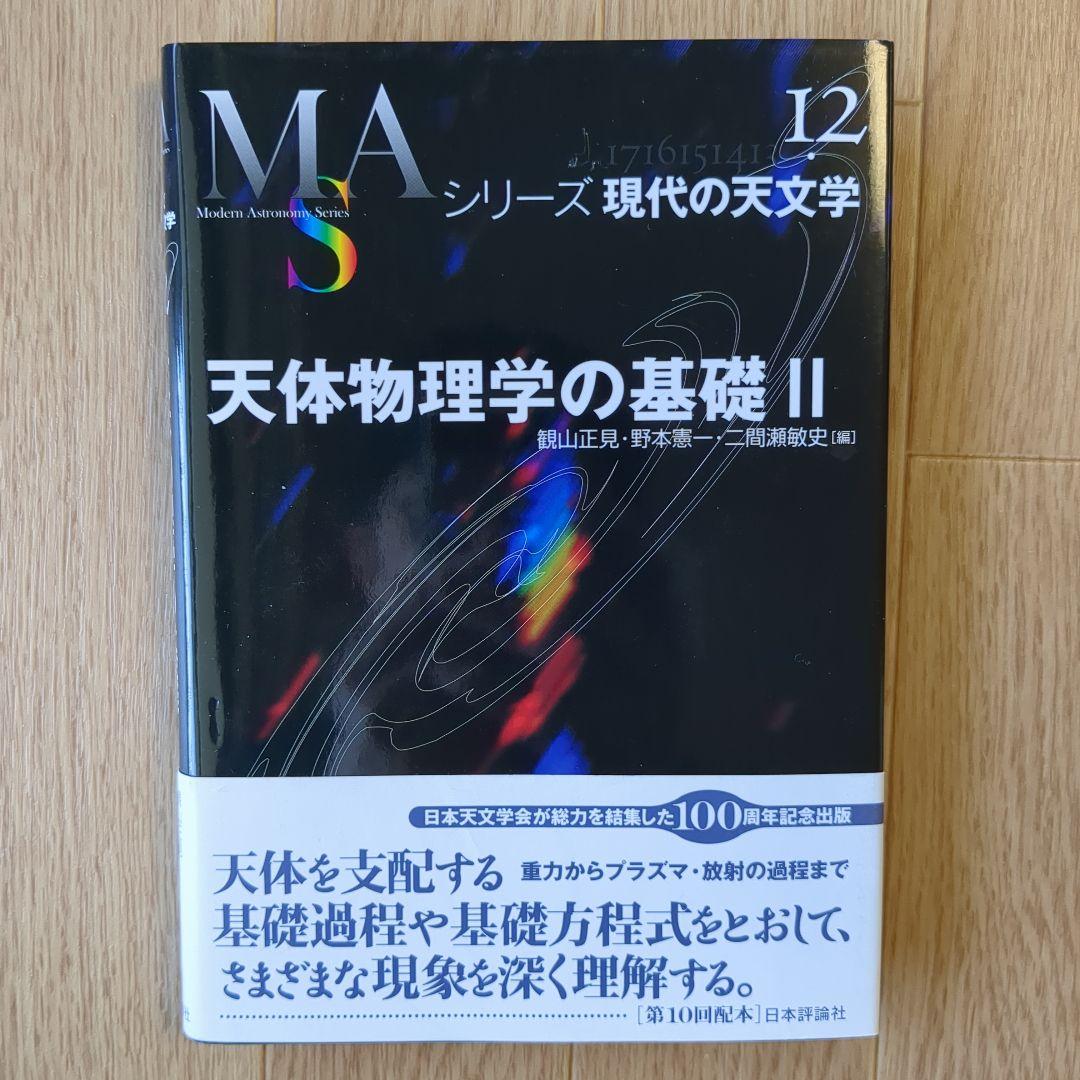 MAS
12
1716151413
Modern Astronomy Series
シリーズ 現代の天文学
天体物理学の基礎 II
観山正見・野本憲一・二間瀬敏史[編]
日本天文学会が総力を結集した100周年記念出版
天体を支配する 重力からプラズマ・放射の過程まで
基礎過程や基礎方程式をとおして、
さまざまな現象を深く理解する。
[第10回配本]日本評論社